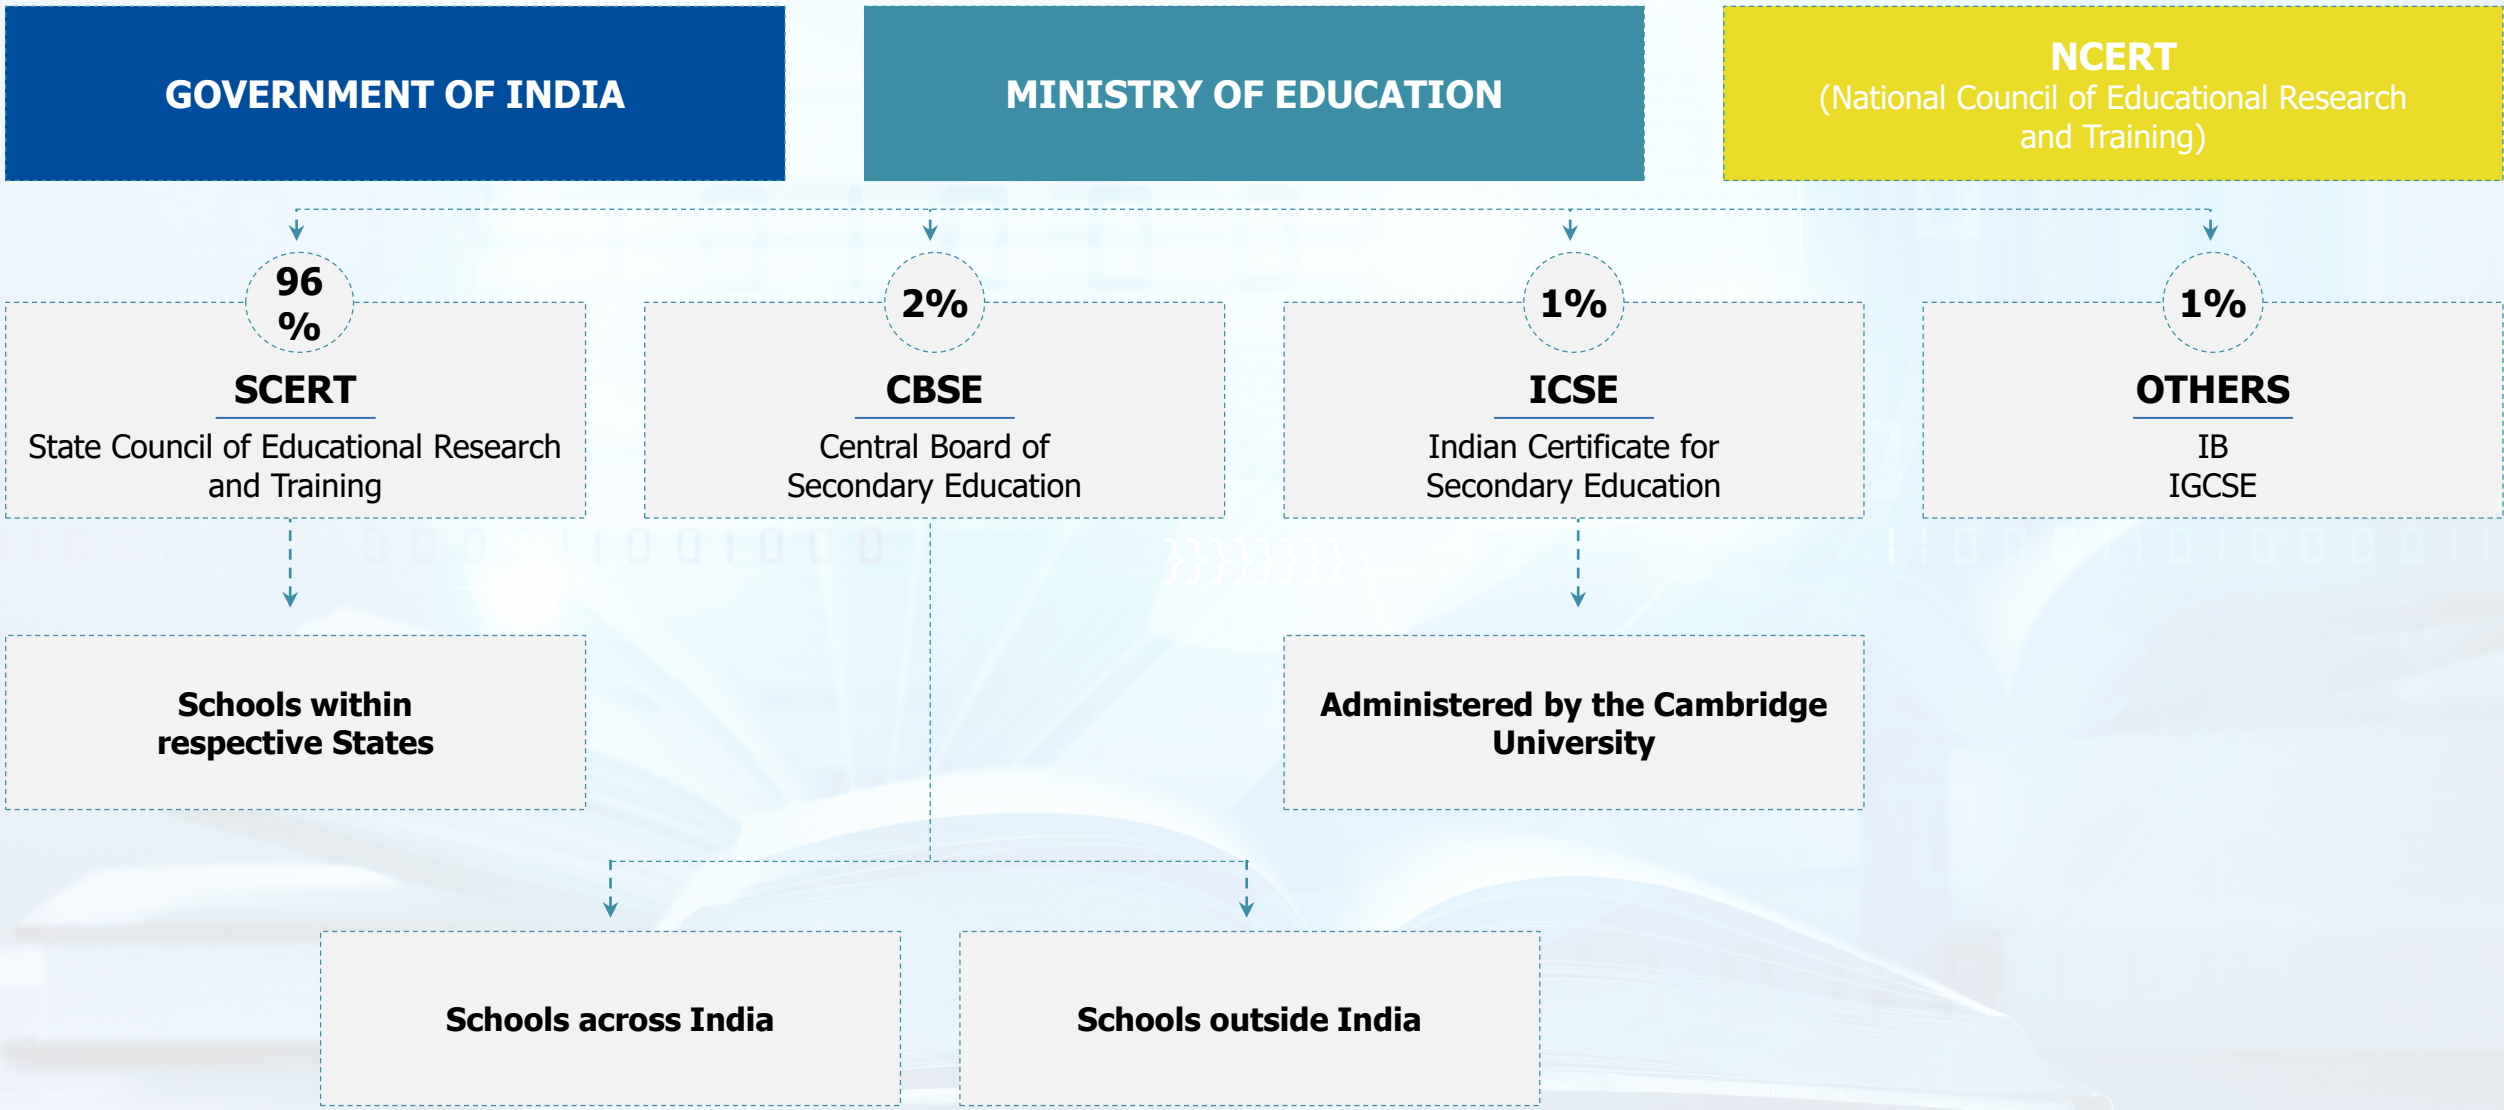 GOVERNMENT OF INDIA
MINISTRY OF EDUCATION
NCERT
(National Council of Educational Research
and Training)
96
%
SCERT
State Council of Educational Research
and Training
2%
CBSE
Central Board of
Secondary Education
1%
ICSE
Indian Certificate for
Secondary Education
1%
OTHERS
IB
IGCSE
Schools within
respective States
Administered by the Cambridge
University
Schools across India
Schools outside India